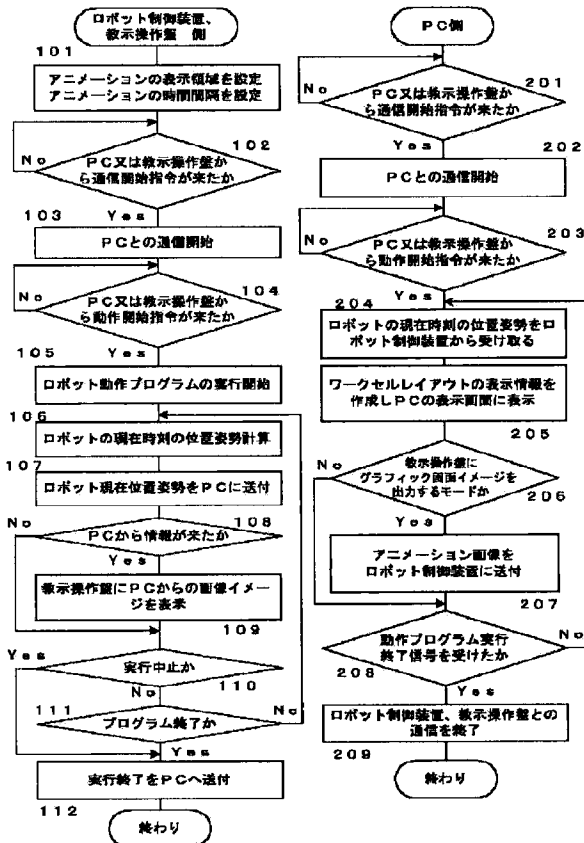 ロボット制御装置、
教示操作盤 側
101
アニメーションの表示領域を設定
アニメーションの時間間隔を設定
102
No
PC又は教示操作盤か
ら通信開始指令が来たか
103
Yes
PCとの通信開始
104
No
PC又は教示操作盤か
ら動作開始指令が来たか
105
Yes
ロボット動作プログラムの実行開始
106
ロボットの現在時刻の位置姿勢計算
107
ロボット現在位置姿勢をPCに送付
No
108
PCから情報が来たか
Yes
教示操作盤にPCからの画像イメー
ジを表示
109
Yes
実行中止か
110
No
111
プログラム終了か
No
Yes
実行終了をPCへ送付
112
終わり
PC側
201
No
PC又は教示操作盤か
ら通信開始指令が来たか
Yes
202
PCとの通信開始
203
No
PC又は教示操作盤か
ら動作開始指令が来たか
204
Yes
ロボットの現在時刻の位置姿勢をロ
ボット制御装置から受け取る
ワークセルレイアウトの表示情報を
作成しPCの表示画面に表示
205
No
教示操作盤に
グラフィック画面イメージを
出力するモードか
206
Yes
アニメーション画像を
ロボット制御装置に送付
207
動作プログラム実行
終了信号を受けたか
No
208
Yes
ロボット制御装置、教示操作盤との
通信を終了
209
終わり